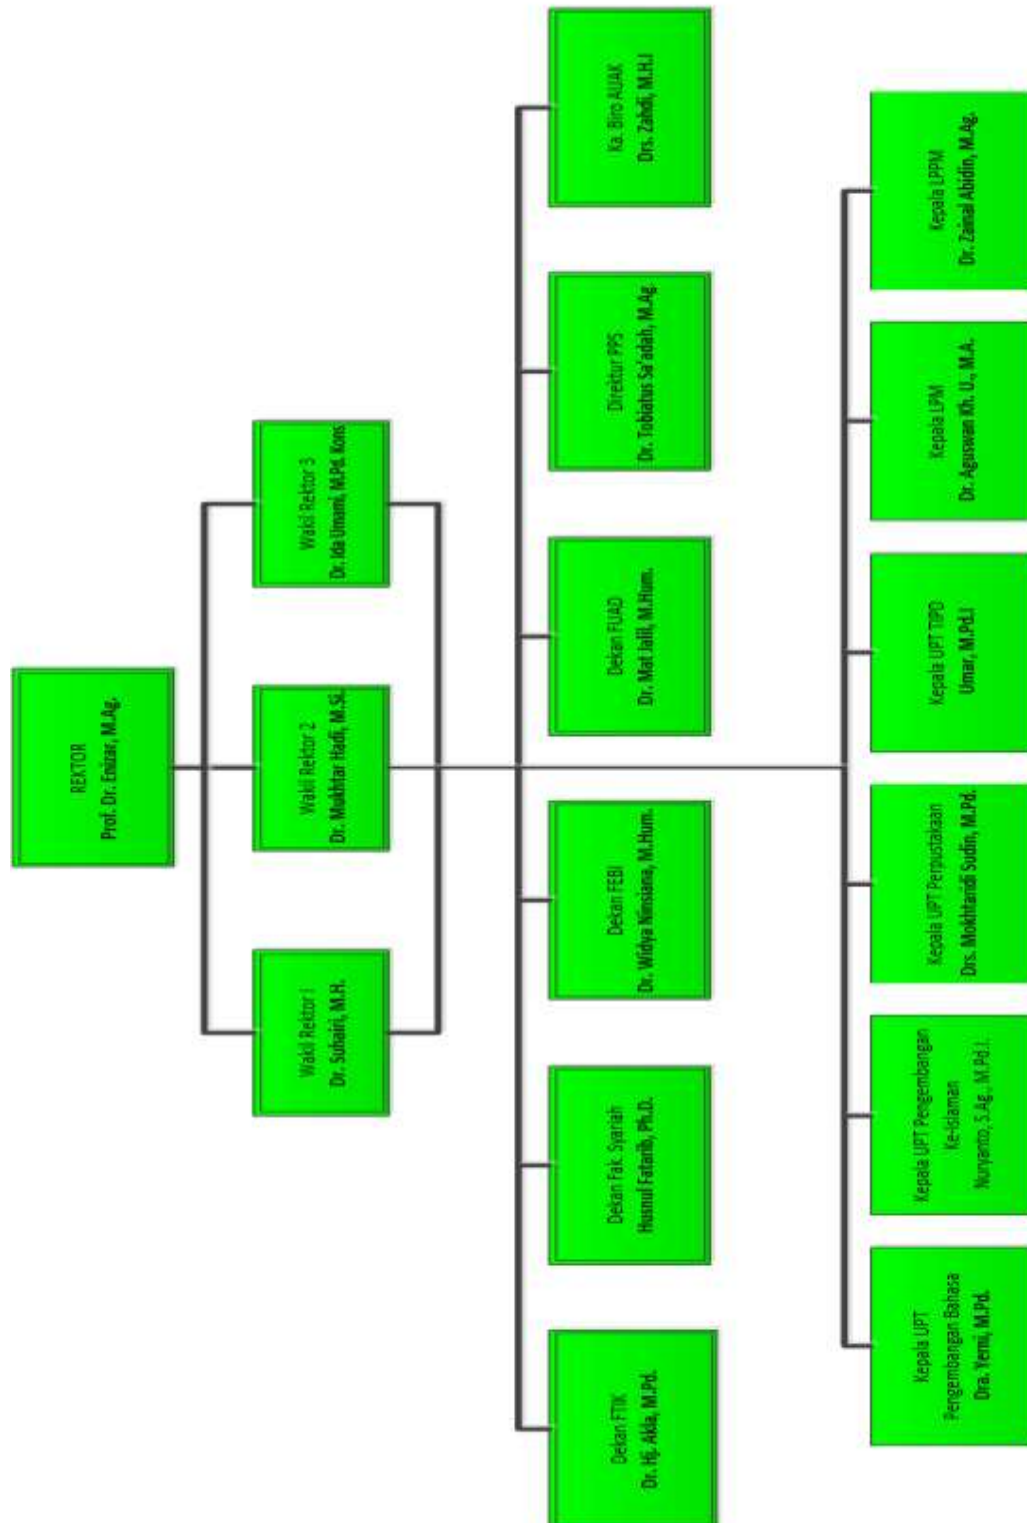 REKTOR
Prof. Dr. Enizar, M.Ag.
Wakil Rektor I
Dr. Suhairi, M.H.
Wakil Rektor 2
Dr. Mukhtar Hadi, M.Si.
Wakil Rektor 3
Dr. Ida Umami, M.Pd. Kons
Dekan FTIK
Dr. Hj. Akla, M.Pd.
Dekan Fak. Syariah
Husnul Fatarib, Ph.D.
Dekan FEBI
Dr. Widya Ninsiana, M.Hum.
Dekan FUAD
Dr. Mat Jalil, M.Hum.
Direktur PPS
Dr. Tobiatus Sa'adah, M.Ag.
Ka. Biro AUAK
Drs. Zahdi, M.H.I
Kepala UPT
Pengembangan Bahasa
Dra. Yerni, M.Pd.
Kepala UPT Pengembangan
Ke-islaman
Nuryanto, S.Ag., M.Pd.I.
Kepala UPT Perpustakaan
Drs. Mokhtaridi Sudin, M.Pd.
Kepala UPT TIPD
Umar, M.Pd.I
Kepala LPM
Dr. Aguswan Kh. U., M.A.
Kepala LPPM
Dr. Zainal Abidin, M.Ag.